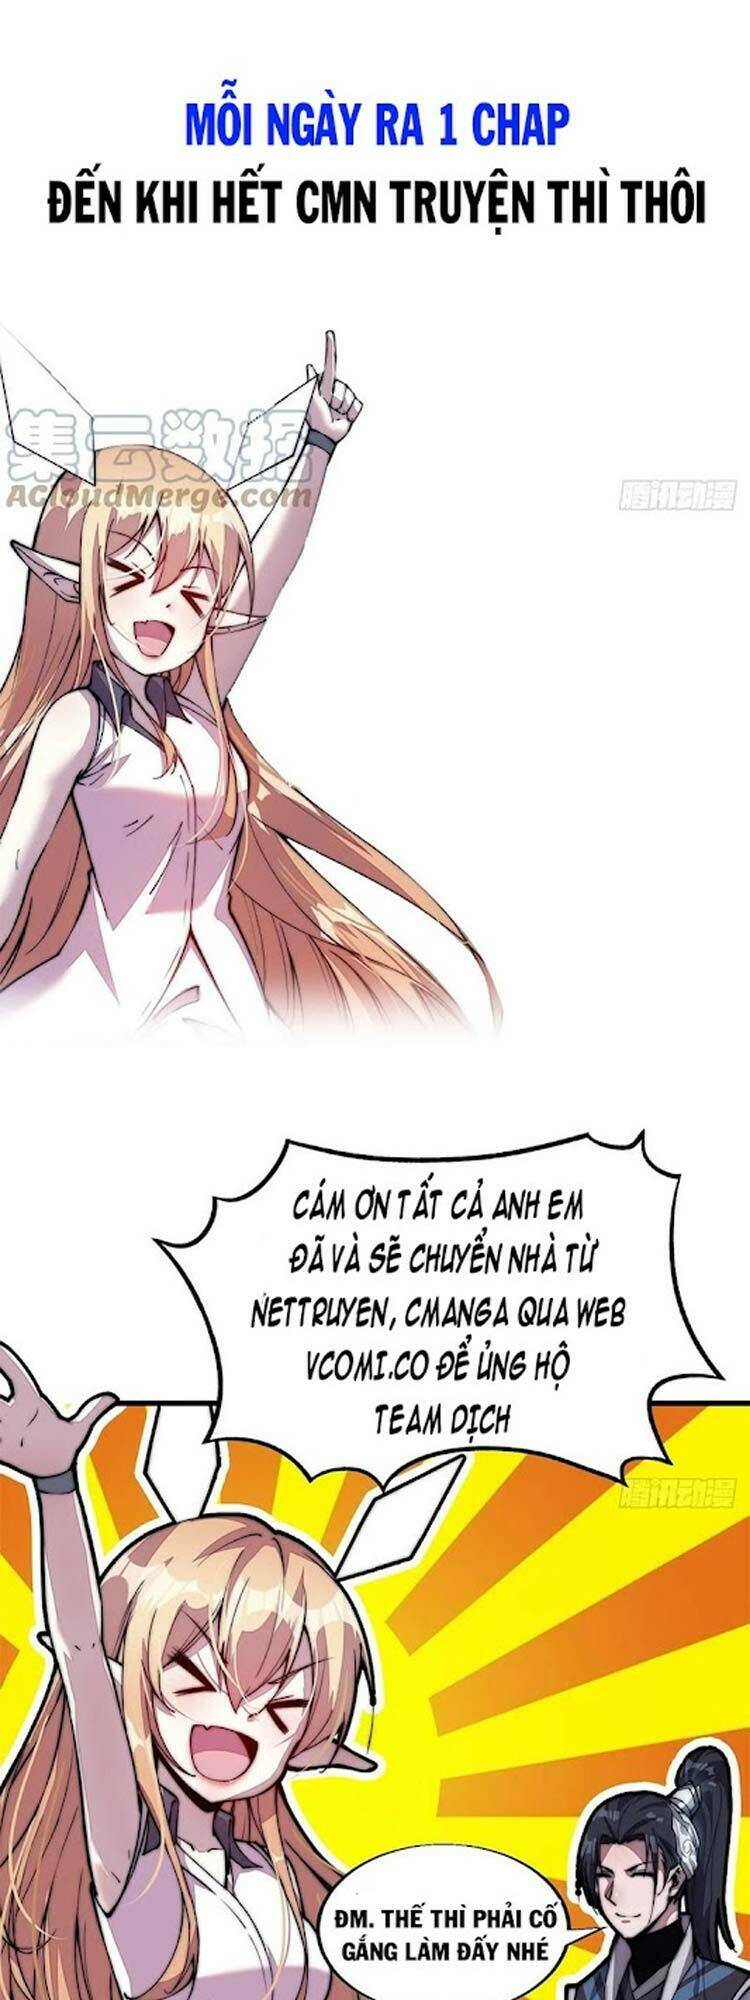 MỖI NGÀY RA 1 CHAP
ĐẾN KHI HẾT CMN TRUYỆN THÌ THÔI
集云数据
AcloudMerge.com
腾讯动漫
CÁM ƠN TẤT CẢ ANH EM
ĐÃ VÀ SẼ CHUYỂN NHÀ TỪ
NETTRUYEN, CMANGA QUA WEB
VCOMI.CO ĐỂ ỦNG HỘ
TEAM DỊCH
腾讯动漫
ĐM. THẾ THÌ PHẢI CỐ
GẮNG LÀM ĐẤY NHÉ